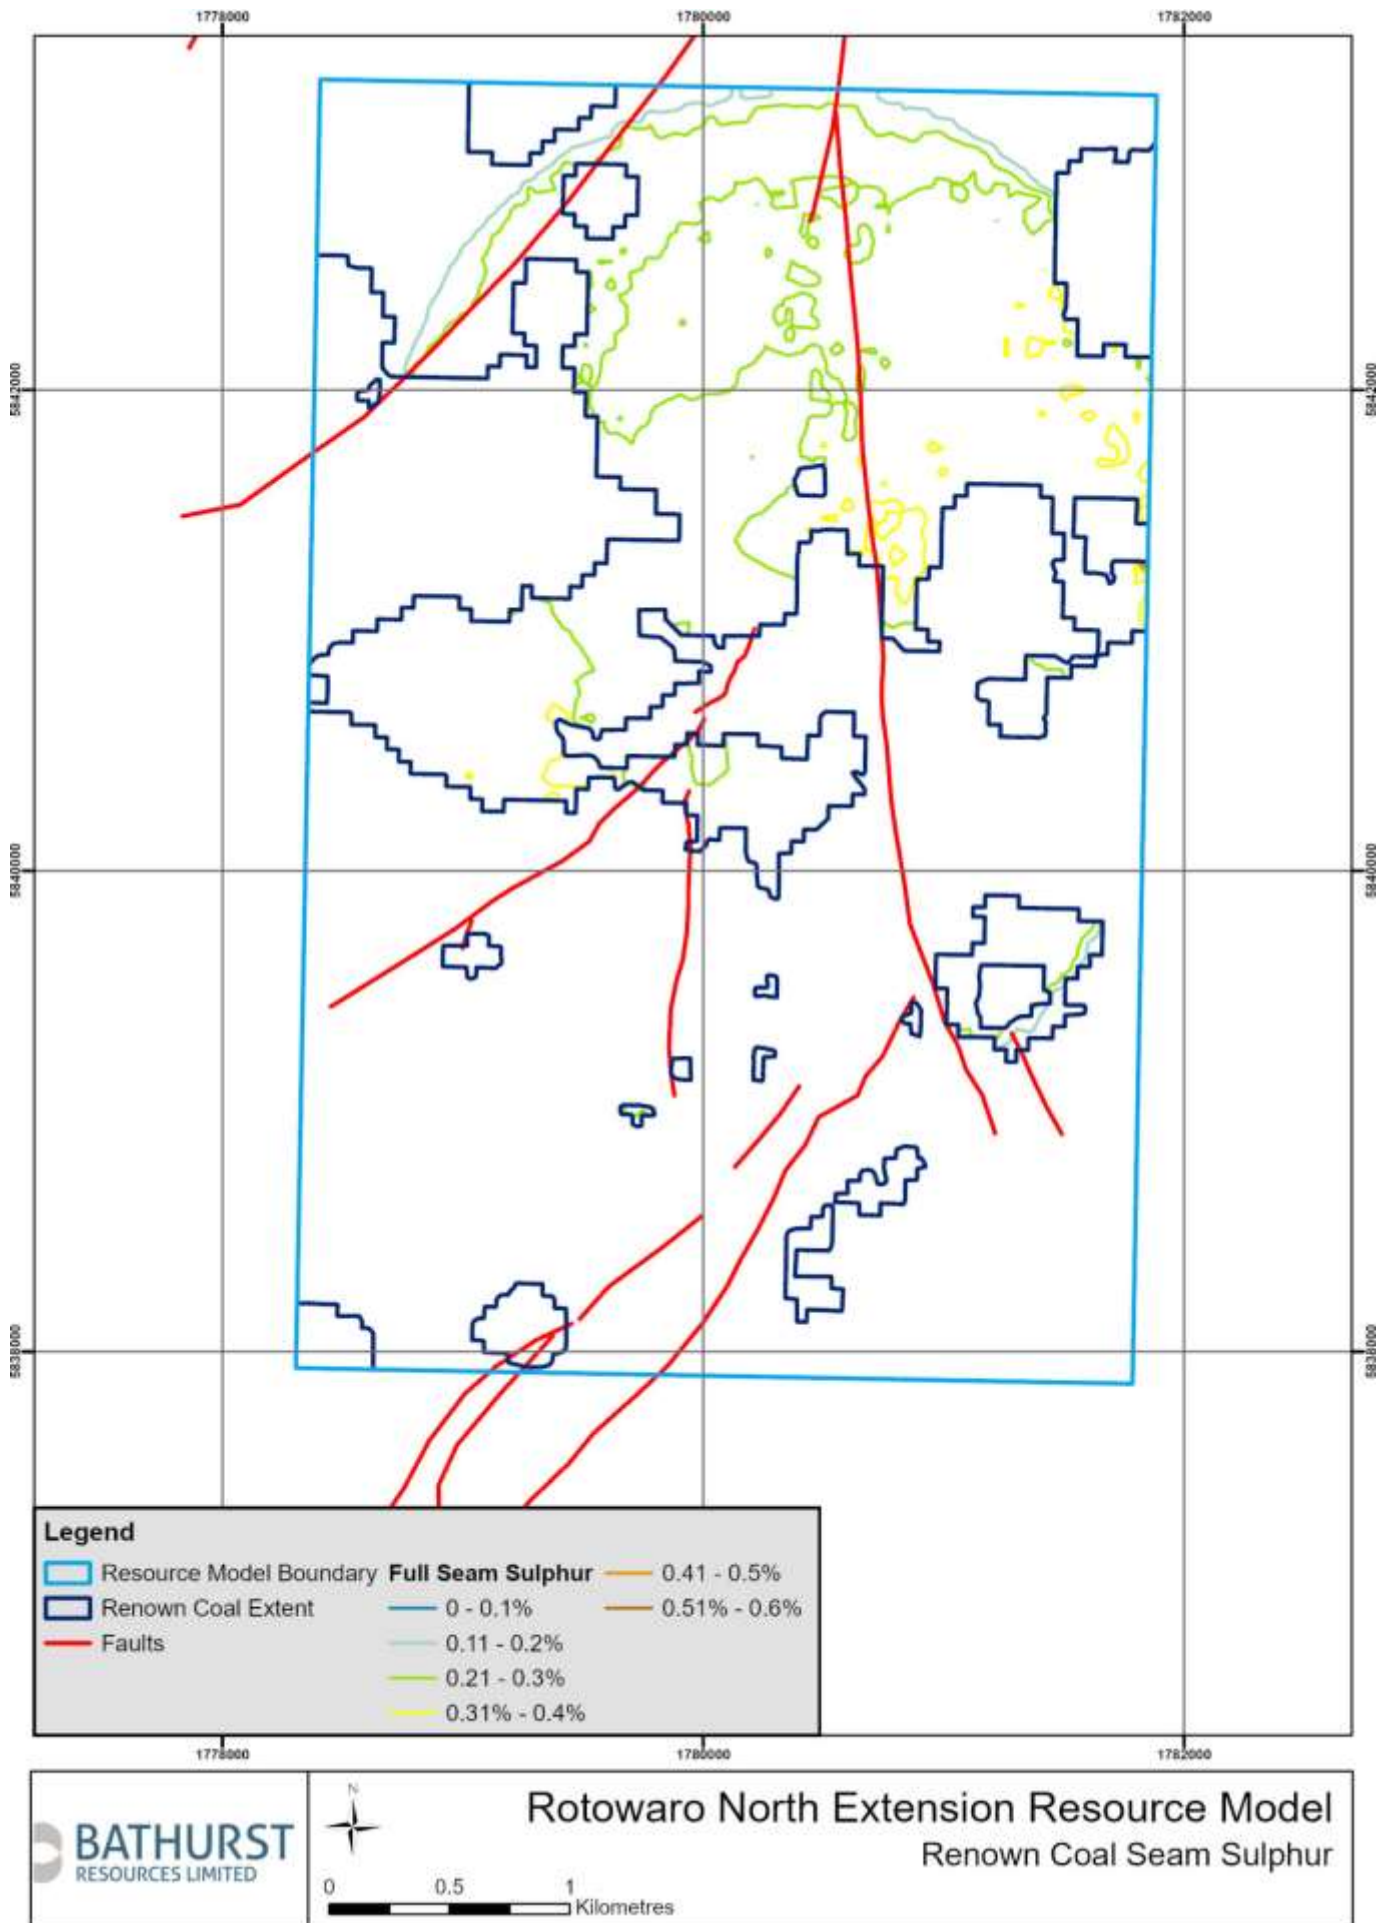 1778000 1780000 1782000
5842000 5842000
5840000 5840000
5838000 5838000
Legend
Resource Model Boundary
Renown Coal Extent
Faults
Full Seam Sulphur
0 - 0.1%
0.11 - 0.2%
0.21 - 0.3%
0.31% - 0.4%
0.41 - 0.5%
0.51% - 0.6%
1778000 1780000 1782000
BATHURST
RESOURCES LIMITED
N
0 0.5 1
Kilometres
Rotowaro North Extension Resource Model
Renown Coal Seam Sulphur